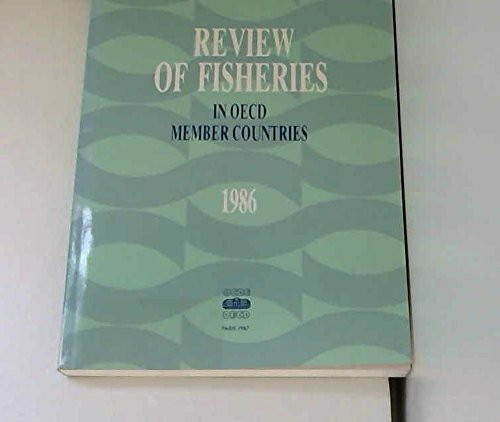 REVIEW
OF FISHERIES
IN OECD
MEMBER COUNTRIES
1986
OCDE
OECD
PARIS 1987